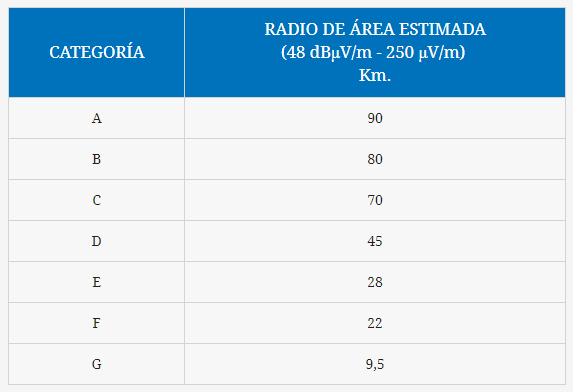 CATEGORÍA
RADIO DE ÁREA ESTIMADA
(48 dBµV/m - 250 µV/m)
Km.
A 90
B 80
C 70
D 45
E 28
F 22
G 9,5